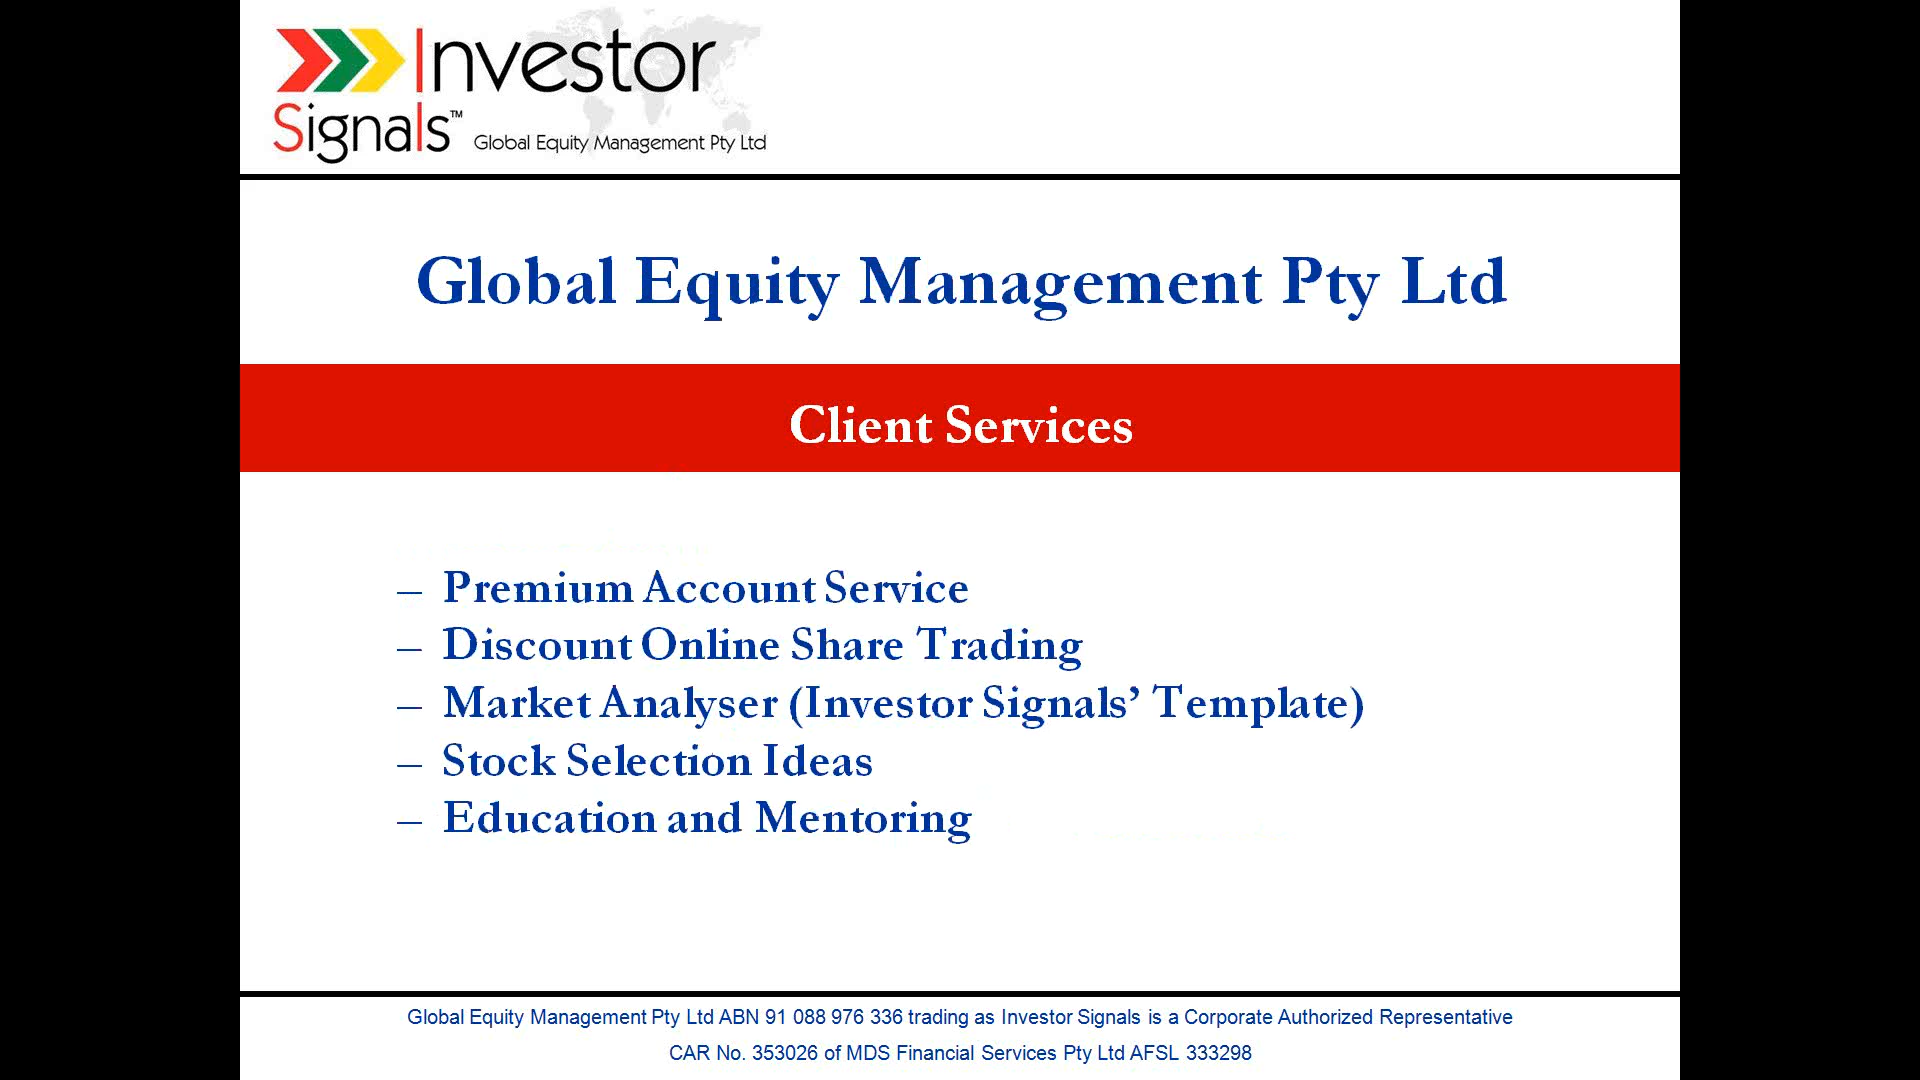 Investor
Signals™ Global Equity Management Pty Ltd
Global Equity Management Pty Ltd
Client Services
– Premium Account Service
– Discount Online Share Trading
– Market Analyser (Investor Signals’ Template)
– Stock Selection Ideas
– Education and Mentoring
Global Equity Management Pty Ltd ABN 91 088 976 336 trading as Investor Signals is a Corporate Authorized Representative
CAR No. 353026 of MDS Financial Services Pty Ltd AFSL 333298